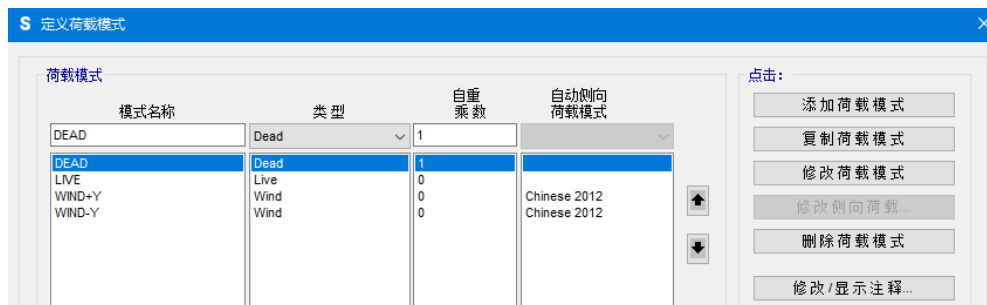 S 定义荷载模式
荷载模式
模式名称 类型 自重乘数 自动侧向荷载模式
DEAD Dead 1
DEAD Dead 1
LIVE Live 0
WIND+Y Wind 0 Chinese 2012
WIND-Y Wind 0 Chinese 2012
点击：
添加荷载模式
复制荷载模式
修改荷载模式
修改侧向荷载...
删除荷载模式
修改/显示注释...